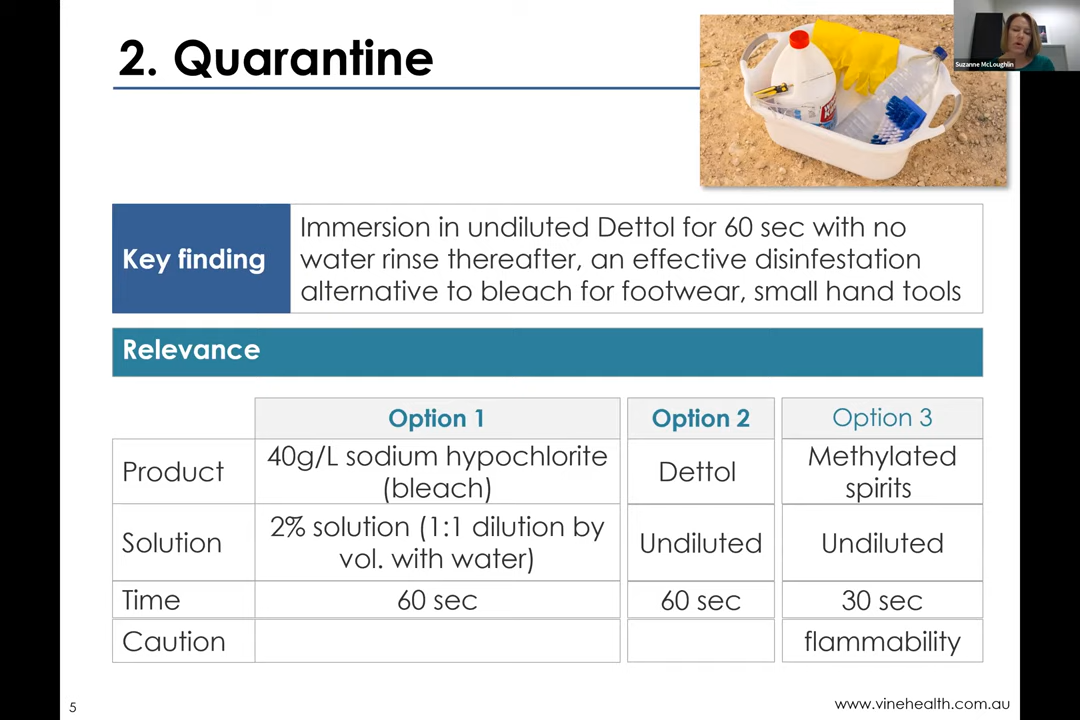 2. Quarantine
Suzanne McLoughlin
Key finding
Immersion in undiluted Dettol for 60 sec with no
water rinse thereafter, an effective disinfestation
alternative to bleach for footwear, small hand tools
Relevance
Option 1 Option 2 Option 3
Product
40g/L sodium hypochlorite
(bleach)
Dettol
Methylated
spirits
Solution
2% solution (1:1 dilution by
vol. with water)
Undiluted
Undiluted
Time 60 sec 60 sec 30 sec
Caution flammability
5
www.vinehealth.com.au